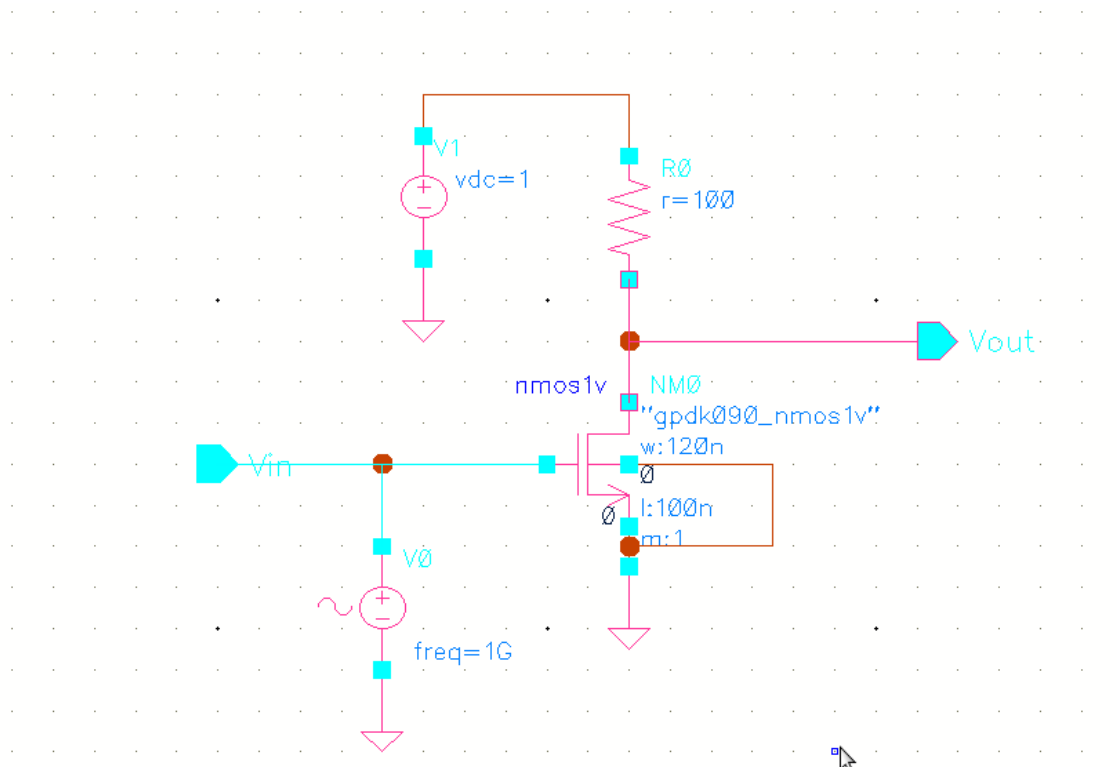 V1
vdc=1
R0
r=100
Vout
nmos1v
NM0
"gpdk090_nmos1v"
w:120n
Vin
0
l:100n
0
m:1
V0
freq=1G